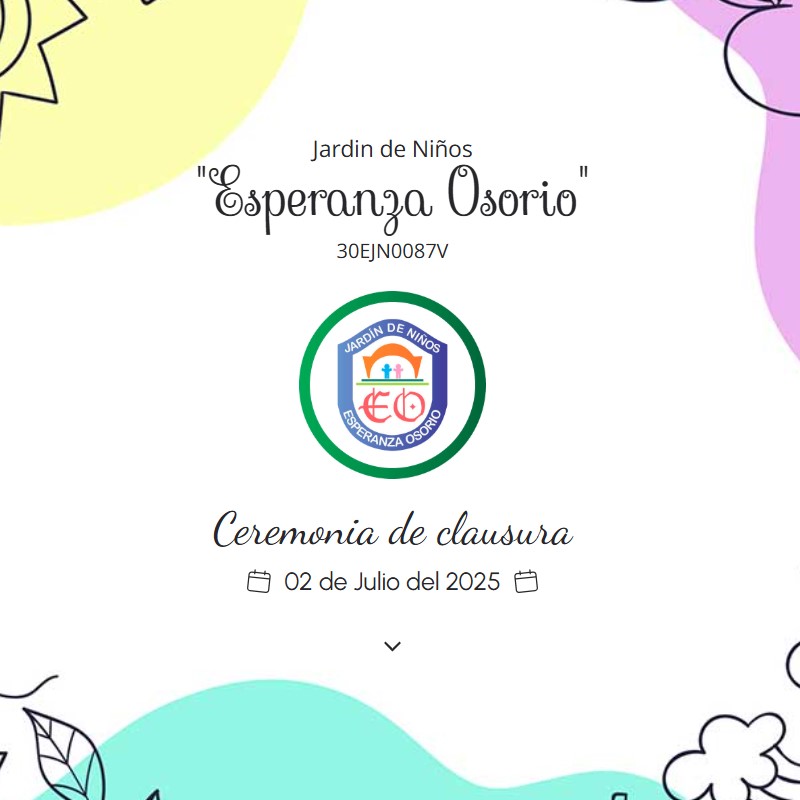 Jardin de Niños
"Esperanza Osorio"
30EJN0087V
JARDÍN DE NIÑOS
EO
ESPERANZA OSORIO
Ceremonia de clausura
02 de Julio del 2025